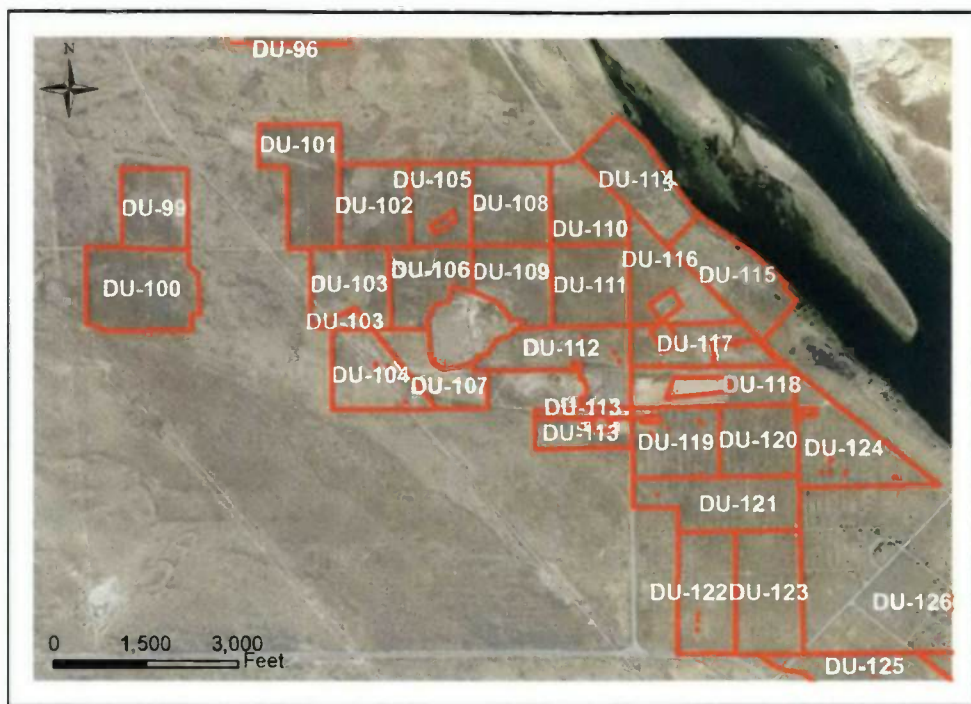 N
DU-96
DU-101
DU-105
DU-114
DU-99
DU-102
DU-108
DU-110
DU-116
DU-115
DU-100
DU-103
DU-106
DU-109
DU-111
DU-103
DU-112
DU-117
DU-104
DU-107
DU-118
DU-113
DU-113
DU-119
DU-120
DU-124
DU-121
DU-122
DU-123
DU-126
0 1,500 3,000
Feet
DU-125